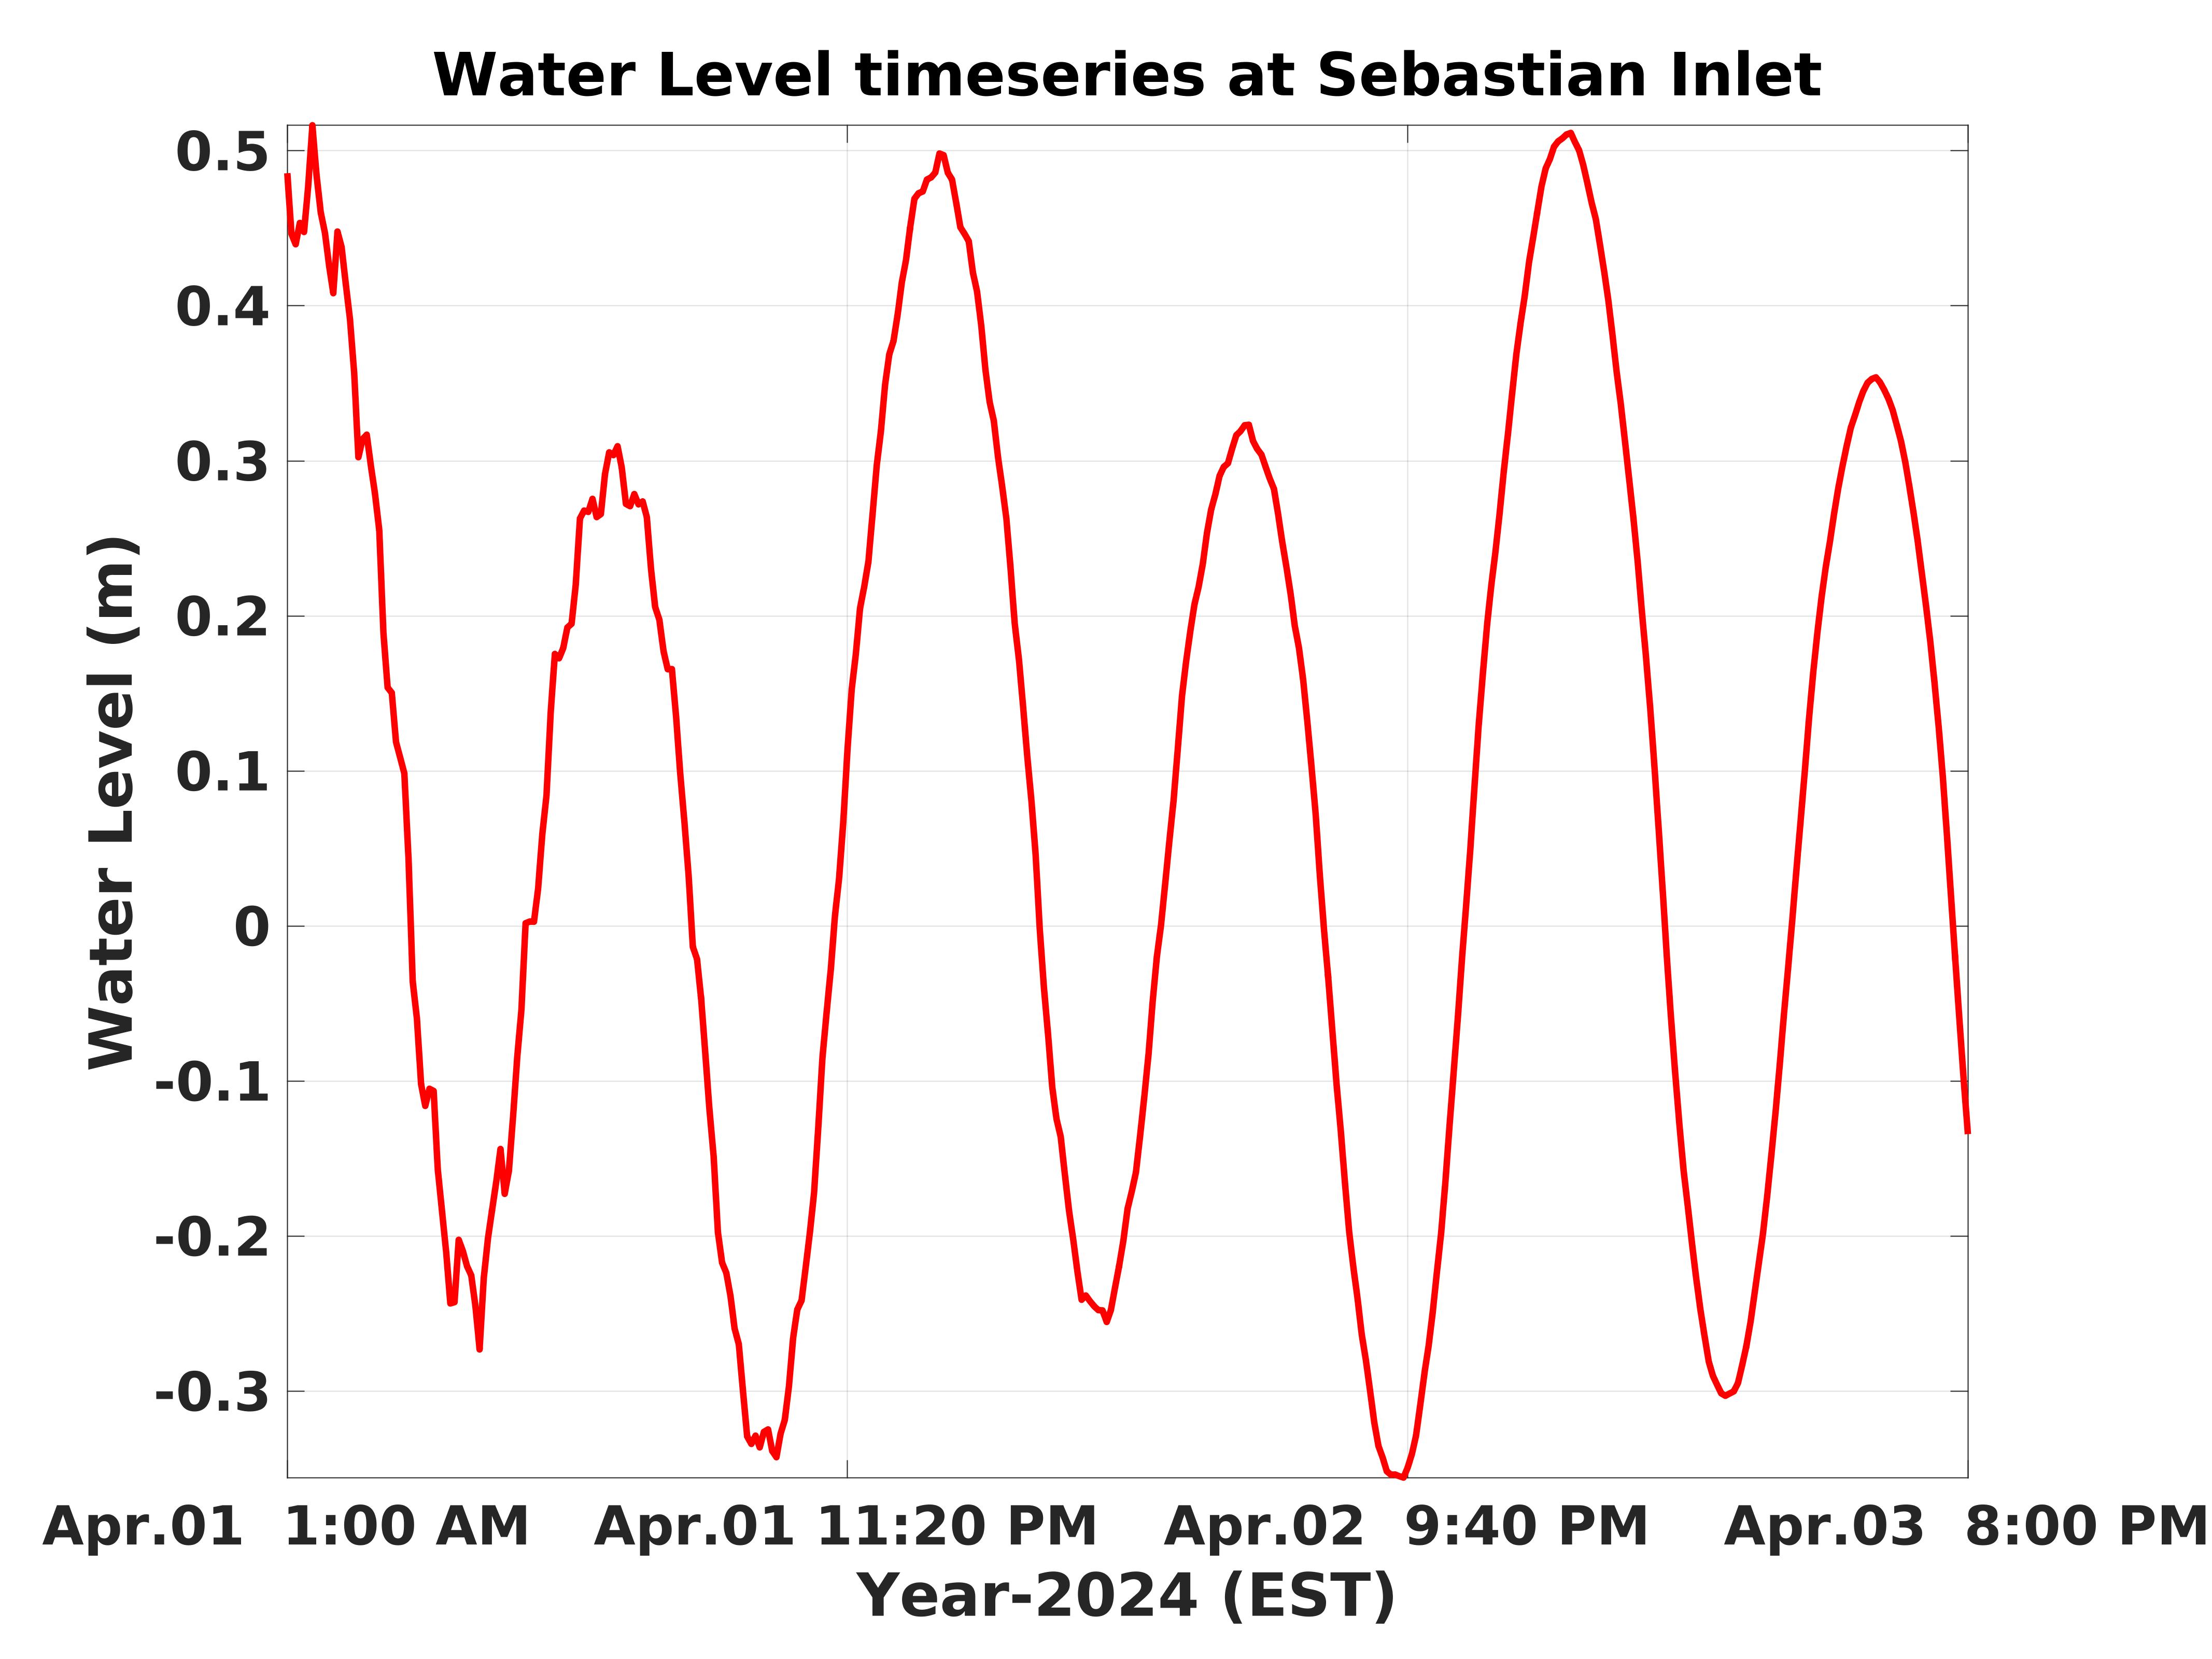 Water Level timeseries at Sebastian Inlet
0.5
0.4
0.3
0.2
0.1
0
-0.1
-0.2
-0.3
Water Level (m)
Apr.01 1:00 AM Apr.01 11:20 PM Apr.02 9:40 PM Apr.03 8:00 PM
Year-2024 (EST)